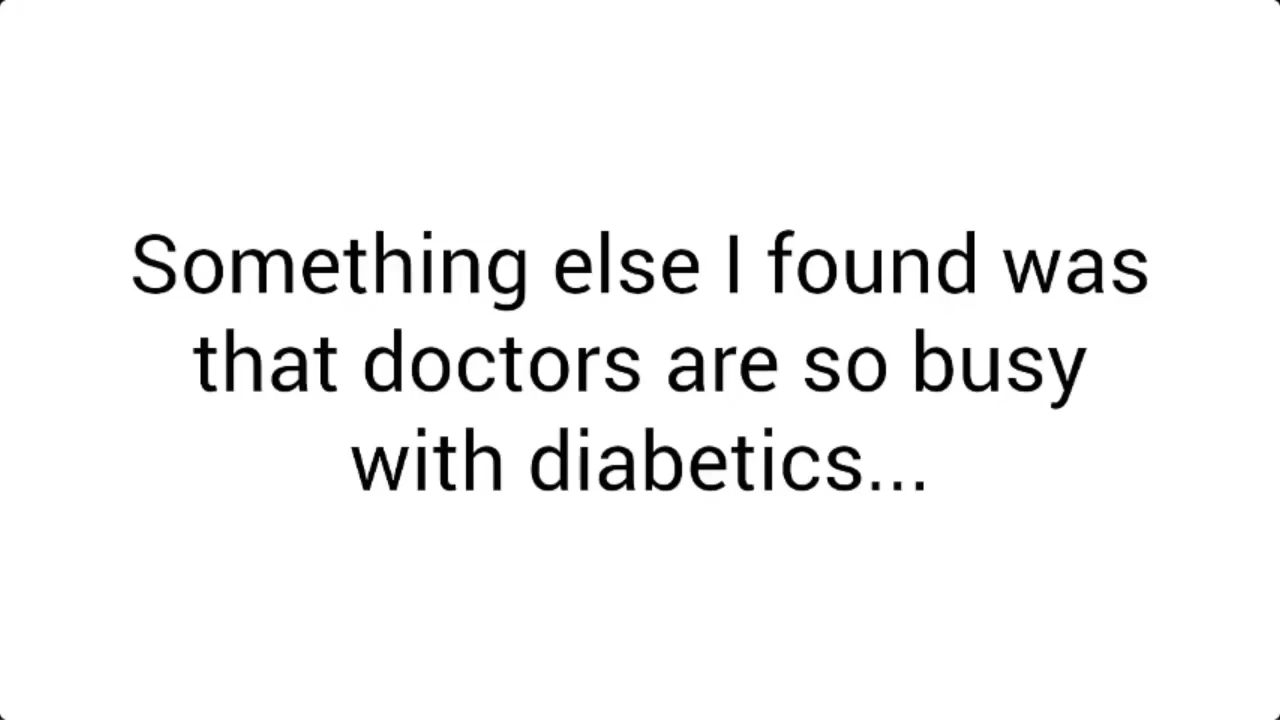 Something else I found was
that doctors are so busy
with diabetics...